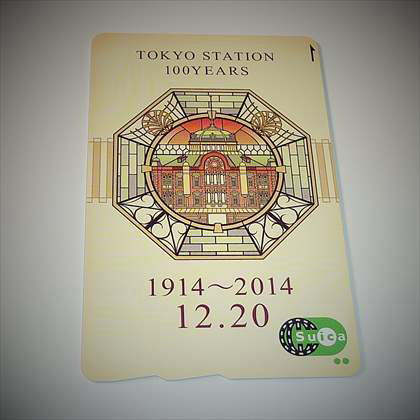 TOKYO STATION
100YEARS
1914～2014
12.20
Suica